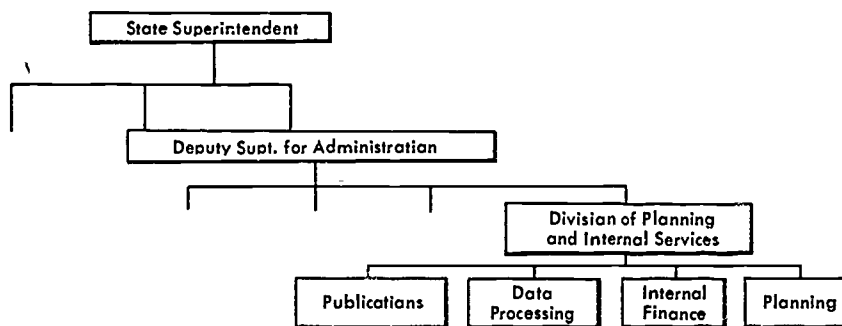 State Superintendent
Deputy Supt. for Administration
Division of Planning
and Internal Services
Publications
Data
Processing
Internal
Finance
Planning